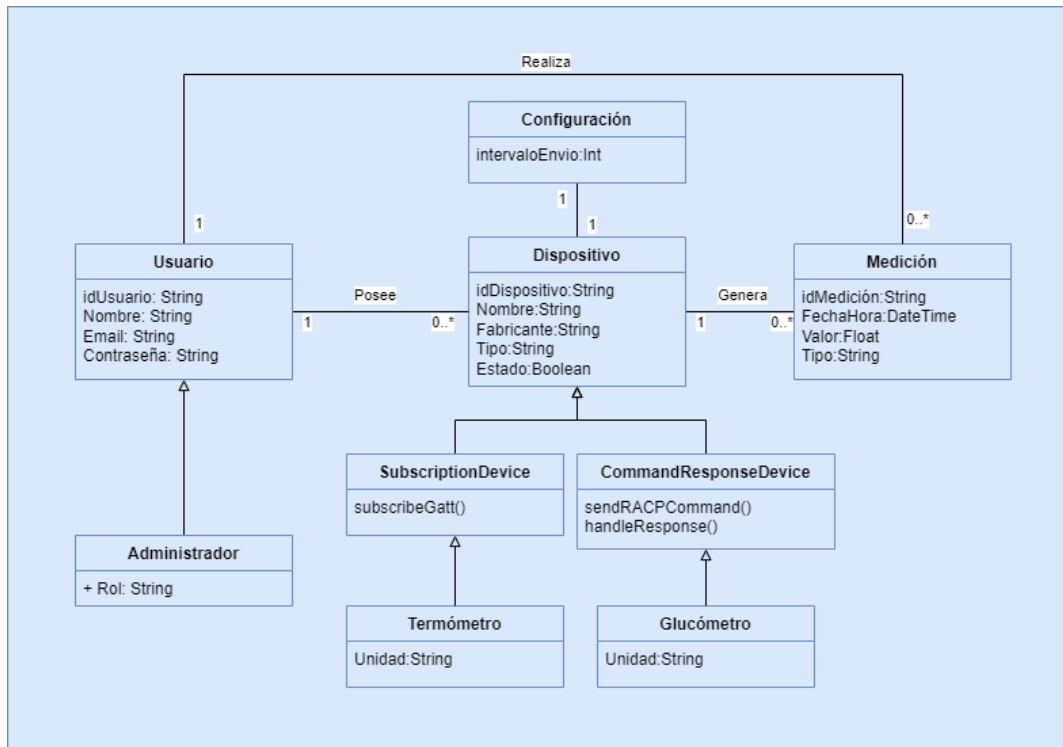 Realiza
Configuración
intervaloEnvio:Int
1
1
1
0..*
Usuario
idUsuario: String
Nombre: String
Email: String
Contraseña: String
Posee
1
0..*
Dispositivo
idDispositivo:String
Nombre:String
Fabricante:String
Tipo:String
Estado:Boolean
Genera
1
0..*
Medición
idMedición:String
FechaHora:DateTime
Valor:Float
Tipo:String
SubscriptionDevice
subscribeGatt()
CommandResponseDevice
sendRACPCommand()
handleResponse()
Administrador
+ Rol: String
Termómetro
Unidad:String
Glucómetro
Unidad:String